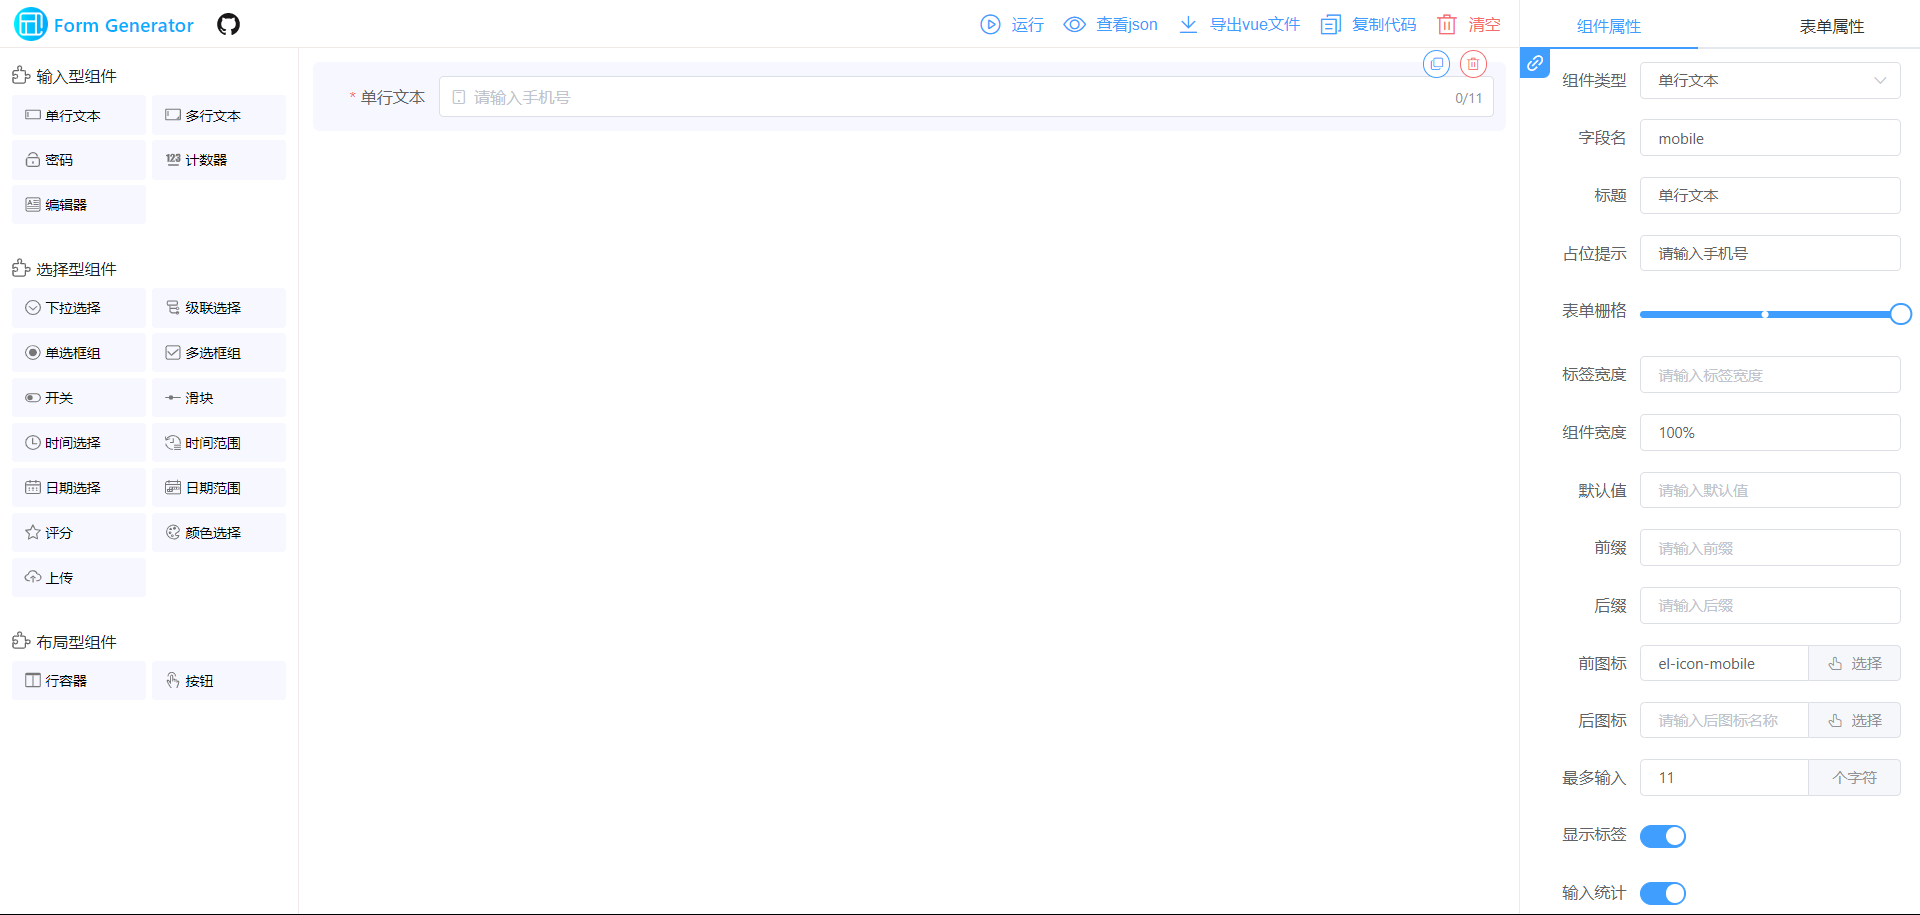 Form Generator
运行
查看json
导出vue文件
复制代码
清空
输入型组件
单行文本
多行文本
密码
计数器
编辑器
选择型组件
下拉选择
级联选择
单选框组
多选框组
开关
滑块
时间选择
时间范围
日期选择
日期范围
评分
颜色选择
上传
布局型组件
行容器
按钮
* 单行文本
请输入手机号
0/11
组件属性
表单属性
组件类型
单行文本
字段名
mobile
标题
单行文本
占位提示
请输入手机号
表单栅格
标签宽度
请输入标签宽度
组件宽度
100%
默认值
请输入默认值
前缀
请输入前缀
后缀
请输入后缀
前图标
el-icon-mobile
选择
后图标
请输入后图标名称
选择
最多输入
11
个字符
显示标签
输入统计